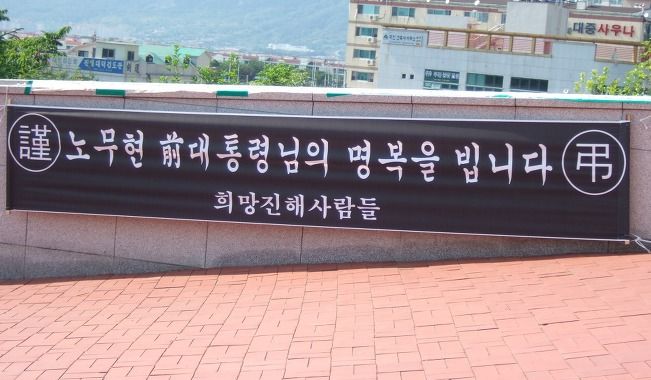 謹 노무현 前대통령님의 명복을 빕니다 弔
희망진해사람들
대중사우나